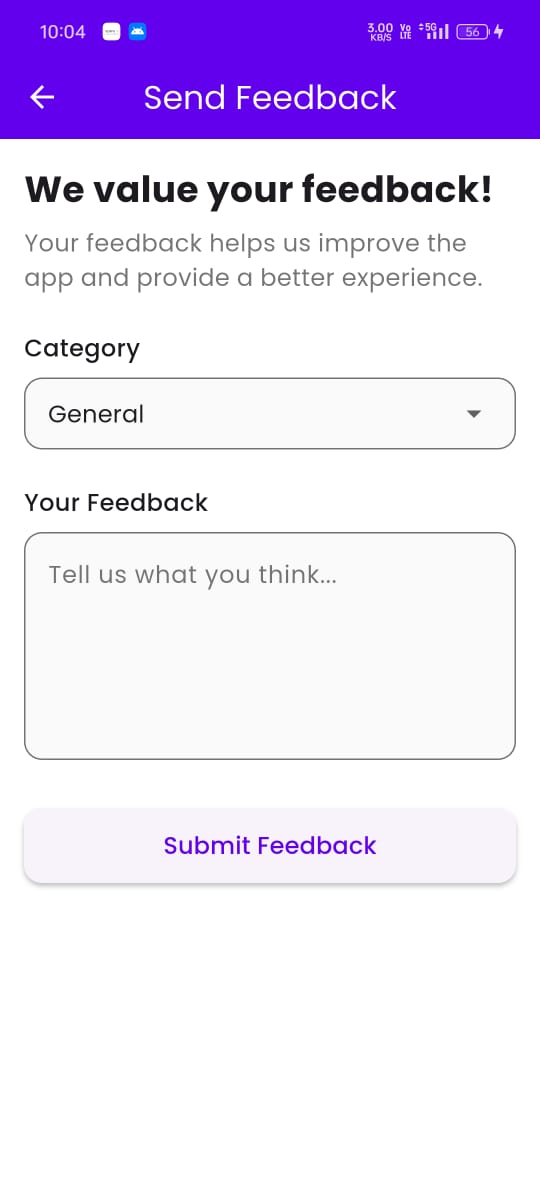 10:04 3.00 KB/S Vo LTE 5G 56
Send Feedback
We value your feedback!
Your feedback helps us improve the
app and provide a better experience.
Category
General
Your Feedback
Tell us what you think...
Submit Feedback